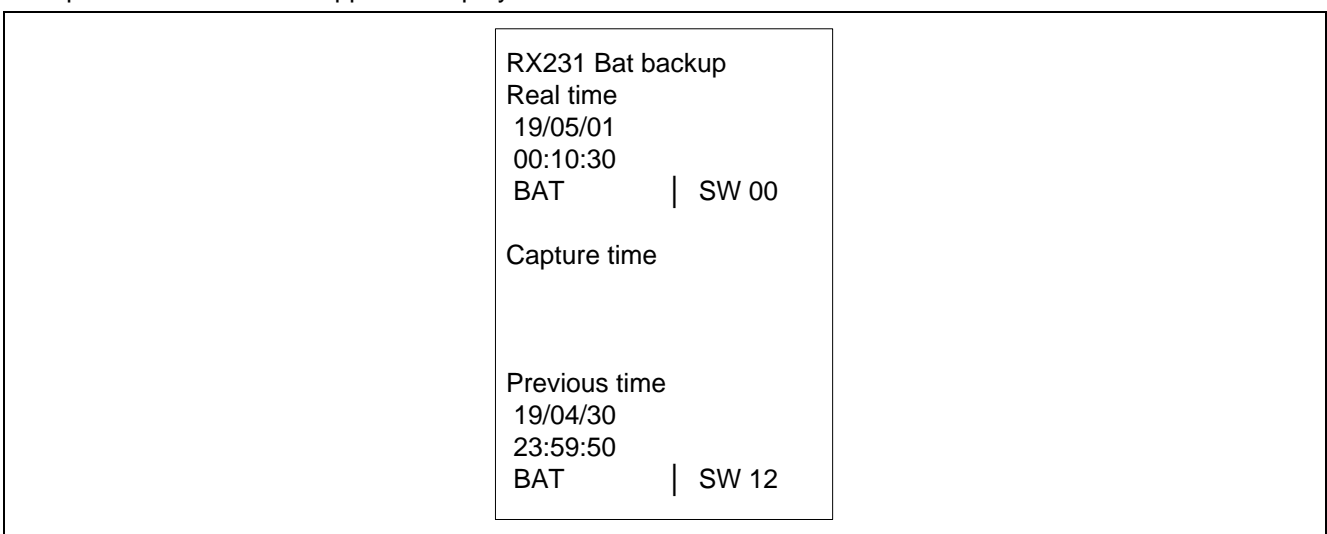 RX231 Bat backup
Real time
19/05/01
00:10:30
BAT | SW 00
Capture time
Previous time
19/04/30
23:59:50
BAT | SW 12